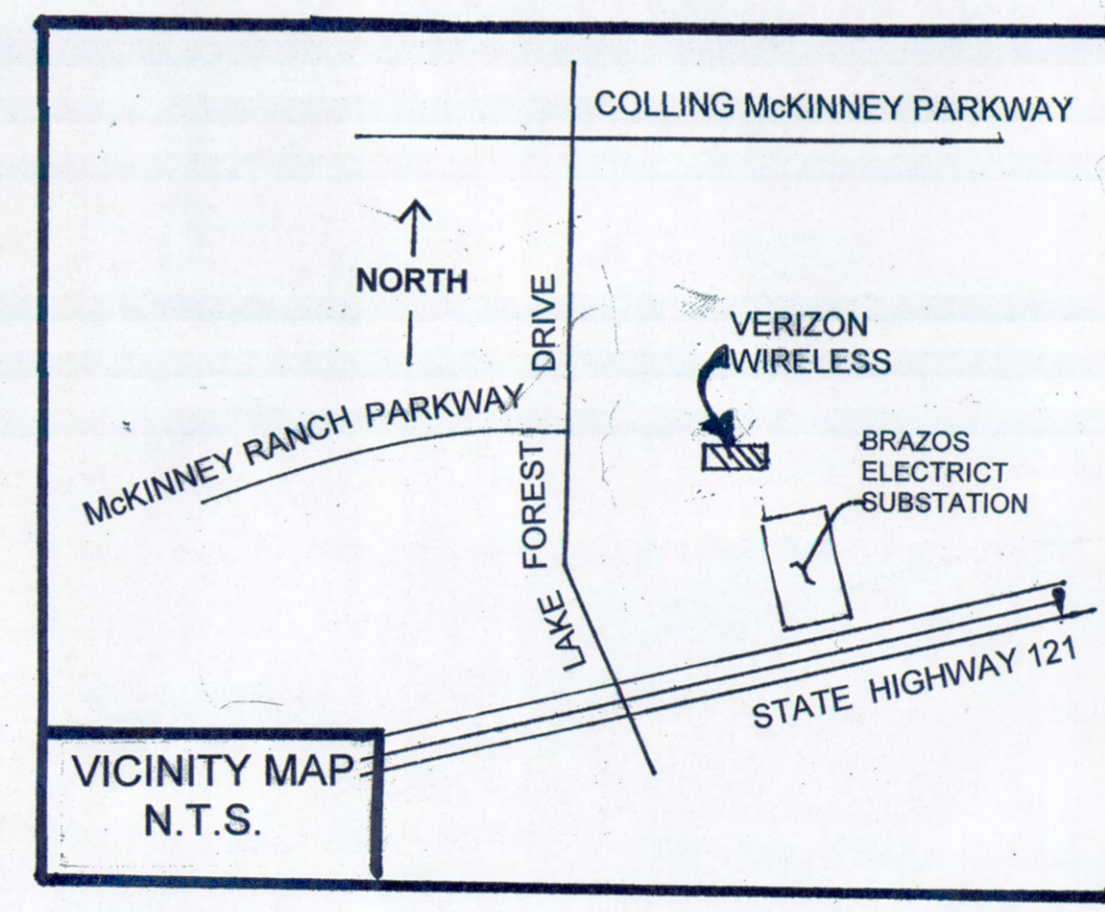 COLLING McKINNEY PARKWAY
NORTH
LAKE FOREST DRIVE
VERIZON
WIRELESS
McKINNEY RANCH PARKWAY
BRAZOS
ELECTRICT
SUBSTATION
STATE HIGHWAY 121
VICINITY MAP
N.T.S.